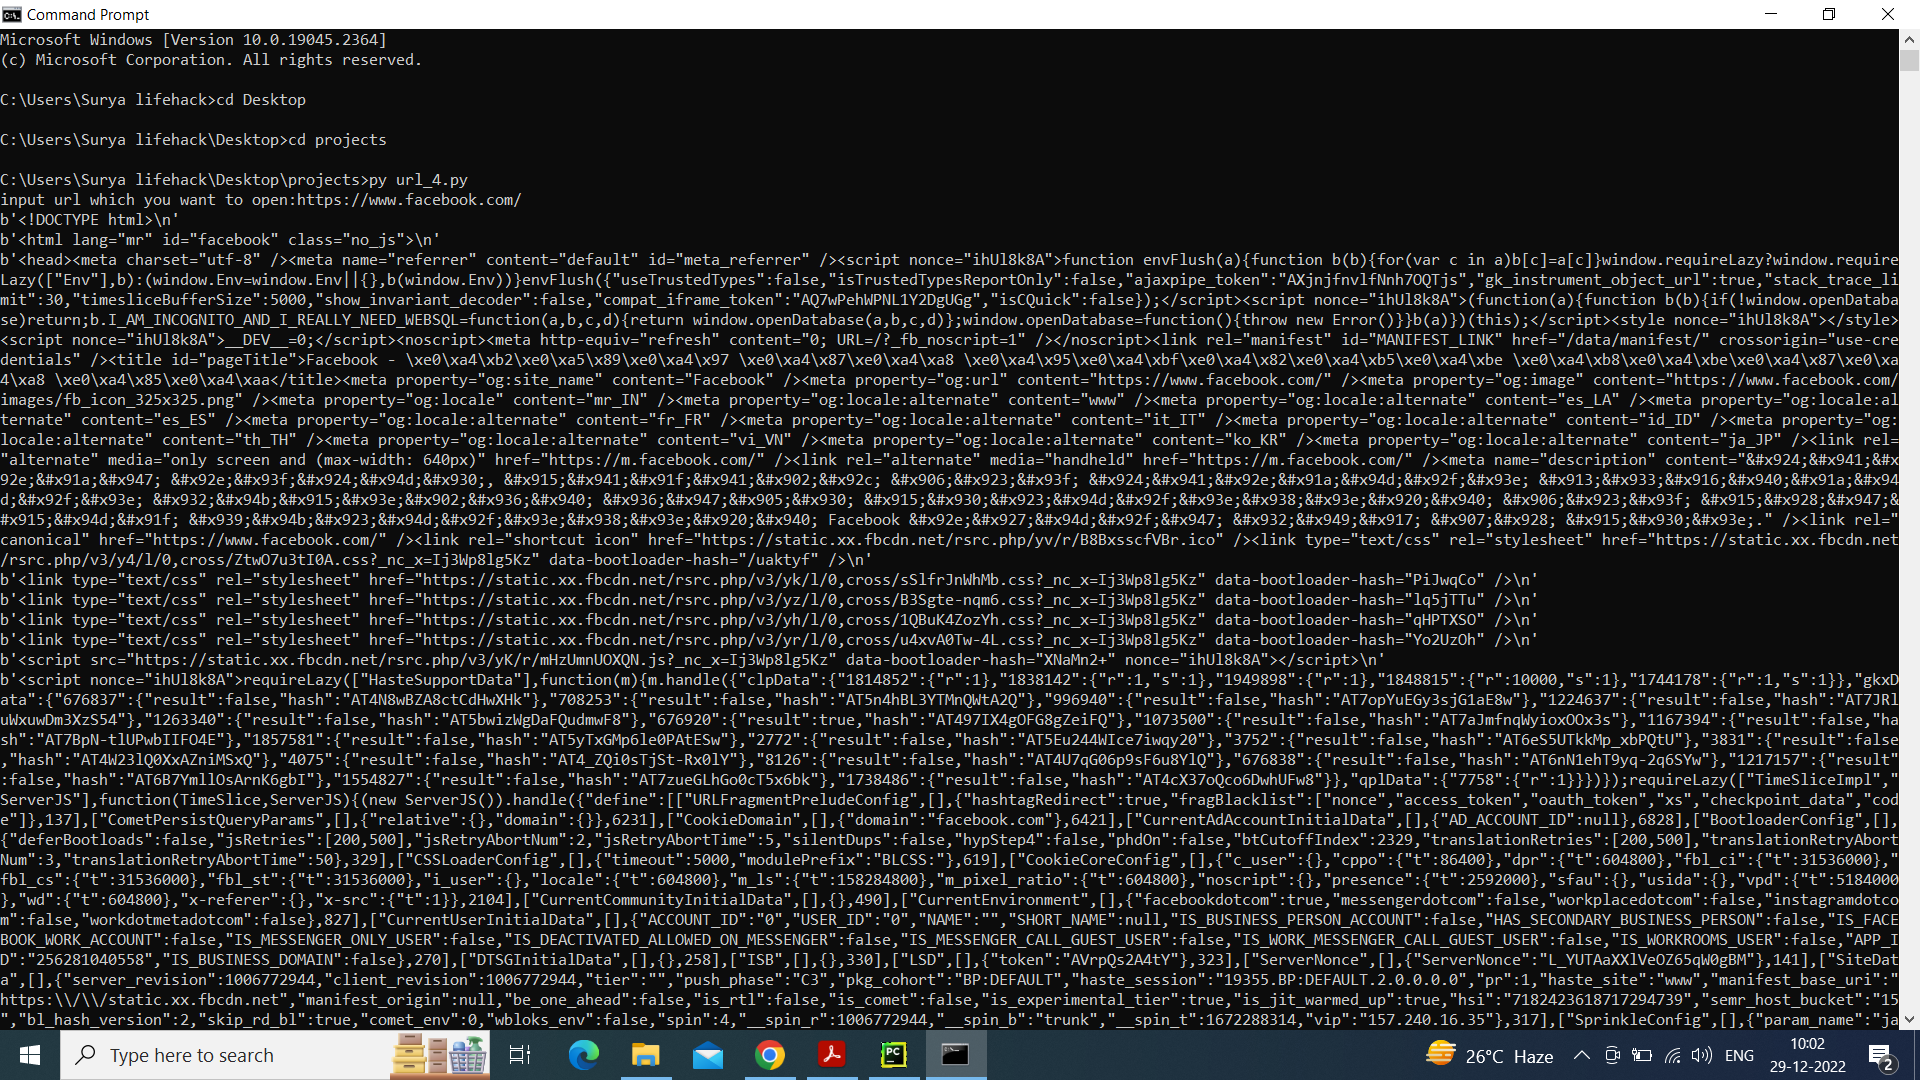 Command Prompt
Microsoft Windows [Version 10.0.19045.2364]
(c) Microsoft Corporation. All rights reserved.
C:\Users\Surya lifehack>cd Desktop
C:\Users\Surya lifehack\Desktop>cd projects
C:\Users\Surya lifehack\Desktop\projects>py url_4.py
input url which you want to open:https://www.facebook.com/
b'<!DOCTYPE html>\n'
b'<html lang="mr" id="facebook" class="no_js">\n'
b'<head><meta charset="utf-8" /><meta name="referrer" content="default" id="meta_referrer" /><script nonce="ihUl8k8A">function envFlush(a){function b(b){for(var c in a)b[c]=a[c]}window.requireLazy?window.require
Lazy(["Env"],b):(window.Env=window.Env||{},b(window.Env))}envFlush({"useTrustedTypes":false,"isTrustedTypesReportOnly":false,"ajaxpipe_token":"AXjnjfnvlfNnh7OQTjs","gk_instrument_object_url":true,"stack_trace_li
mit":30,"timesliceBufferSize":5000,"show_invariant_decoder":false,"compat_iframe_token":"AQ7wPehWPNL1Y2DgUGg","isCQuick":false});</script><script nonce="ihUl8k8A">(function(a){function b(b){if(!window.openDataba
se)return;b.I_AM_INCOGNITO_AND_I_REALLY_NEED_WEBSQL=function(a,b,c,d){return window.openDatabase(a,b,c,d)};window.openDatabase=function(){throw new Error()}}b(a)})(this);</script><style nonce="ihUl8k8A"></style>
<script nonce="ihUl8k8A">__DEV__=0;</script><noscript><meta http-equiv="refresh" content="0; URL=/?_fb_noscript=1" /></noscript><link rel="manifest" id="MANIFEST_LINK" href="/data/manifest/" crossorigin="use-cre
dentials" /><title id="pageTitle">Facebook - \xe0\xa4\xb2\xe0\xa5\x89\xe0\xa4\x97 \xe0\xa4\x87\xe0\xa4\xa8 \xe0\xa4\x95\xe0\xa4\xbf\xe0\xa4\x82\xe0\xa4\xb5\xe0\xa4\xbe \xe0\xa4\xb8\xe0\xa4\xbe\xe0\xa4\x87\xe0\xa
4\xa8 \xe0\xa4\x85\xe0\xa4\xaa</title><meta property="og:site_name" content="Facebook" /><meta property="og:url" content="https://www.facebook.com/" /><meta property="og:image" content="https://www.facebook.com/
images/fb_icon_325x325.png" /><meta property="og:locale" content="mr_IN" /><meta property="og:locale:alternate" content="www" /><meta property="og:locale:alternate" content="es_LA" /><meta property="og:locale:al
ternate" content="es_ES" /><meta property="og:locale:alternate" content="fr_FR" /><meta property="og:locale:alternate" content="it_IT" /><meta property="og:locale:alternate" content="id_ID" /><meta property="og:
locale:alternate" content="th_TH" /><meta property="og:locale:alternate" content="vi_VN" /><meta property="og:locale:alternate" content="ko_KR" /><meta property="og:locale:alternate" content="ja_JP" /><link rel=
"alternate" media="only screen and (max-width: 640px)" href="https://m.facebook.com/" /><link rel="alternate" media="handheld" href="https://m.facebook.com/" /><meta name="description" content="&#x924;&#x941;&#x
92e;&#x91a;&#x947; &#x92e;&#x93f;&#x924;&#x94d;&#x930;, &#x915;&#x941;&#x91f;&#x941;&#x902;&#x92c; &#x906;&#x923;&#x93f; &#x924;&#x941;&#x92e;&#x91a;&#x94d;&#x92f;&#x93e; &#x913;&#x933;&#x916;&#x940;&#x91a;&#x94
d;&#x92f;&#x93e; &#x932;&#x94b;&#x915;&#x93e;&#x902;&#x936;&#x940; &#x936;&#x947;&#x905;&#x930; &#x915;&#x930;&#x923;&#x94d;&#x92f;&#x93e;&#x938;&#x93e;&#x920;&#x940; &#x906;&#x923;&#x93f; &#x915;&#x928;&#x947;&
#x915;&#x94d;&#x91f; &#x939;&#x94b;&#x923;&#x94d;&#x92f;&#x93e;&#x938;&#x93e;&#x920;&#x940; Facebook &#x92e;&#x927;&#x94d;&#x92f;&#x947; &#x932;&#x949;&#x917; &#x907;&#x928; &#x915;&#x930;&#x93e;." /><link rel="
canonical" href="https://www.facebook.com/" /><link rel="shortcut icon" href="https://static.xx.fbcdn.net/rsrc.php/yv/r/B8BxsscfVBr.ico" /><link type="text/css" rel="stylesheet" href="https://static.xx.fbcdn.net
/rsrc.php/v3/y4/l/0,cross/ZtwO7u3tI0A.css?_nc_x=Ij3Wp8lg5Kz" data-bootloader-hash="/uaktyf" />\n'
b'<link type="text/css" rel="stylesheet" href="https://static.xx.fbcdn.net/rsrc.php/v3/yk/l/0,cross/sSlfrJnWhMb.css?_nc_x=Ij3Wp8lg5Kz" data-bootloader-hash="PiJwqCo" />\n'
b'<link type="text/css" rel="stylesheet" href="https://static.xx.fbcdn.net/rsrc.php/v3/yz/l/0,cross/B3Sgte-nqm6.css?_nc_x=Ij3Wp8lg5Kz" data-bootloader-hash="lq5jTTu" />\n'
b'<link type="text/css" rel="stylesheet" href="https://static.xx.fbcdn.net/rsrc.php/v3/yh/l/0,cross/1QBuK4ZozYh.css?_nc_x=Ij3Wp8lg5Kz" data-bootloader-hash="qHPTXSO" />\n'
b'<link type="text/css" rel="stylesheet" href="https://static.xx.fbcdn.net/rsrc.php/v3/yr/l/0,cross/u4xvA0Tw-4L.css?_nc_x=Ij3Wp8lg5Kz" data-bootloader-hash="Yo2UzOh" />\n'
b'<script src="https://static.xx.fbcdn.net/rsrc.php/v3/yK/r/mHzUmnUOXQN.js?_nc_x=Ij3Wp8lg5Kz" data-bootloader-hash="XNaMn2+" nonce="ihUl8k8A"></script>\n'
b'<script nonce="ihUl8k8A">requireLazy(["HasteSupportData"],function(m){m.handle({"clpData":{"1814852":{"r":1},"1838142":{"r":1,"s":1},"1949898":{"r":1},"1848815":{"r":10000,"s":1},"1744178":{"r":1,"s":1}},"gkxD
ata":{"676837":{"result":false,"hash":"AT4N8wBZA8ctCdHwXHk"},"708253":{"result":false,"hash":"AT5n4hBL3YTMnQWtA2Q"},"996940":{"result":false,"hash":"AT7opYuEGy3sjG1aE8w"},"1224637":{"result":false,"hash":"AT7JRl
uWxuwDm3XzS54"},"1263340":{"result":false,"hash":"AT5bwizWgDaFQudmwF8"},"676920":{"result":true,"hash":"AT497IX4gOFG8gZeiFQ"},"1073500":{"result":false,"hash":"AT7aJmfnqWyioxOOx3s"},"1167394":{"result":false,"ha
sh":"AT7BpN-tlUPwbIIFO4E"},"1857581":{"result":false,"hash":"AT5yTxGMp6le0PAtESw"},"2772":{"result":false,"hash":"AT5Eu244WIce7iwqy20"},"3752":{"result":false,"hash":"AT6eS5UTkkMp_xbPQtU"},"3831":{"result":false
,"hash":"AT4W23lQ0XxAZniMSxQ"},"4075":{"result":false,"hash":"AT4_ZQi0sTjSt-Rx0lY"},"8126":{"result":false,"hash":"AT4U7qG06p9sF6u8YlQ"},"676838":{"result":false,"hash":"AT6nN1ehT9yq-2q6SYw"},"1217157":{"result"
:false,"hash":"AT6B7YmllOsArnK6gbI"},"1554827":{"result":false,"hash":"AT7zueGLhGo0cT5x6bk"},"1738486":{"result":false,"hash":"AT4cX37oQco6DwhUFw8"}},"qplData":{"7758":{"r":1}}})});requireLazy(["TimeSliceImpl","
ServerJS"],function(TimeSlice,ServerJS){(new ServerJS()).handle({"define":[["URLFragmentPreludeConfig",[],{"hashtagRedirect":true,"fragBlacklist":["nonce","access_token","oauth_token","xs","checkpoint_data","cod
e"]},137],["CometPersistQueryParams",[],{"relative":{},"domain":{}},6231],["CookieDomain",[],{"domain":"facebook.com"},6421],["CurrentAdAccountInitialData",[],{"AD_ACCOUNT_ID":null},6828],["BootloaderConfig",[],
{"deferBootloads":false,"jsRetries":[200,500],"jsRetryAbortNum":2,"jsRetryAbortTime":5,"silentDups":false,"hypStep4":false,"phdOn":false,"btCutoffIndex":2329,"translationRetries":[200,500],"translationRetryAbort
Num":3,"translationRetryAbortTime":50},329],["CSSLoaderConfig",[],{"timeout":5000,"modulePrefix":"BLCSS:"},619],["CookieCoreConfig",[],{"c_user":{},"cppo":{"t":86400},"dpr":{"t":604800},"fbl_ci":{"t":31536000},"
fbl_cs":{"t":31536000},"fbl_st":{"t":31536000},"i_user":{},"locale":{"t":604800},"m_ls":{"t":158284800},"m_pixel_ratio":{"t":604800},"noscript":{},"presence":{"t":2592000},"sfau":{},"usida":{},"vpd":{"t":5184000
},"wd":{"t":604800},"x-referer":{},"x-src":{"t":1}},2104],["CurrentCommunityInitialData",[],{},490],["CurrentEnvironment",[],{"facebookdotcom":true,"messengerdotcom":false,"workplacedotcom":false,"instagramdotco
m":false,"workdotmetadotcom":false},827],["CurrentUserInitialData",[],{"ACCOUNT_ID":"0","USER_ID":"0","NAME":"","SHORT_NAME":null,"IS_BUSINESS_PERSON_ACCOUNT":false,"HAS_SECONDARY_BUSINESS_PERSON":false,"IS_FACE
BOOK_WORK_ACCOUNT":false,"IS_MESSENGER_ONLY_USER":false,"IS_DEACTIVATED_ALLOWED_ON_MESSENGER":false,"IS_MESSENGER_CALL_GUEST_USER":false,"IS_WORK_MESSENGER_CALL_GUEST_USER":false,"IS_WORKROOMS_USER":false,"APP_I
D":"256281040558","IS_BUSINESS_DOMAIN":false},270],["DTSGInitialData",[],{},258],["ISB",[],{},330],["LSD",[],{"token":"AVrpQs2A4tY"},323],["ServerNonce",[],{"ServerNonce":"L_YUTAaXXlVeOZ65qW0gBM"},141],["SiteDat
a",[],{"server_revision":1006772944,"client_revision":1006772944,"tier":"","push_phase":"C3","pkg_cohort":"BP:DEFAULT","haste_session":"19355.BP:DEFAULT.2.0.0.0.0","pr":1,"haste_site":"www","manifest_base_uri":"
https:\\/\\/static.xx.fbcdn.net","manifest_origin":null,"be_one_ahead":false,"is_rtl":false,"is_comet":false,"is_experimental_tier":true,"is_jit_warmed_up":true,"hsi":"7182423618717294739","semr_host_bucket":"15
","bl_hash_version":2,"skip_rd_bl":true,"comet_env":0,"wbloks_env":false,"spin":4,"__spin_r":1006772944,"__spin_b":"trunk","__spin_t":1672288314,"vip":"157.240.16.35"},317],["SprinkleConfig",[],{"param_name":"ja
Type here to search
PC
26°C Haze
ENG
10:02
29-12-2022
2